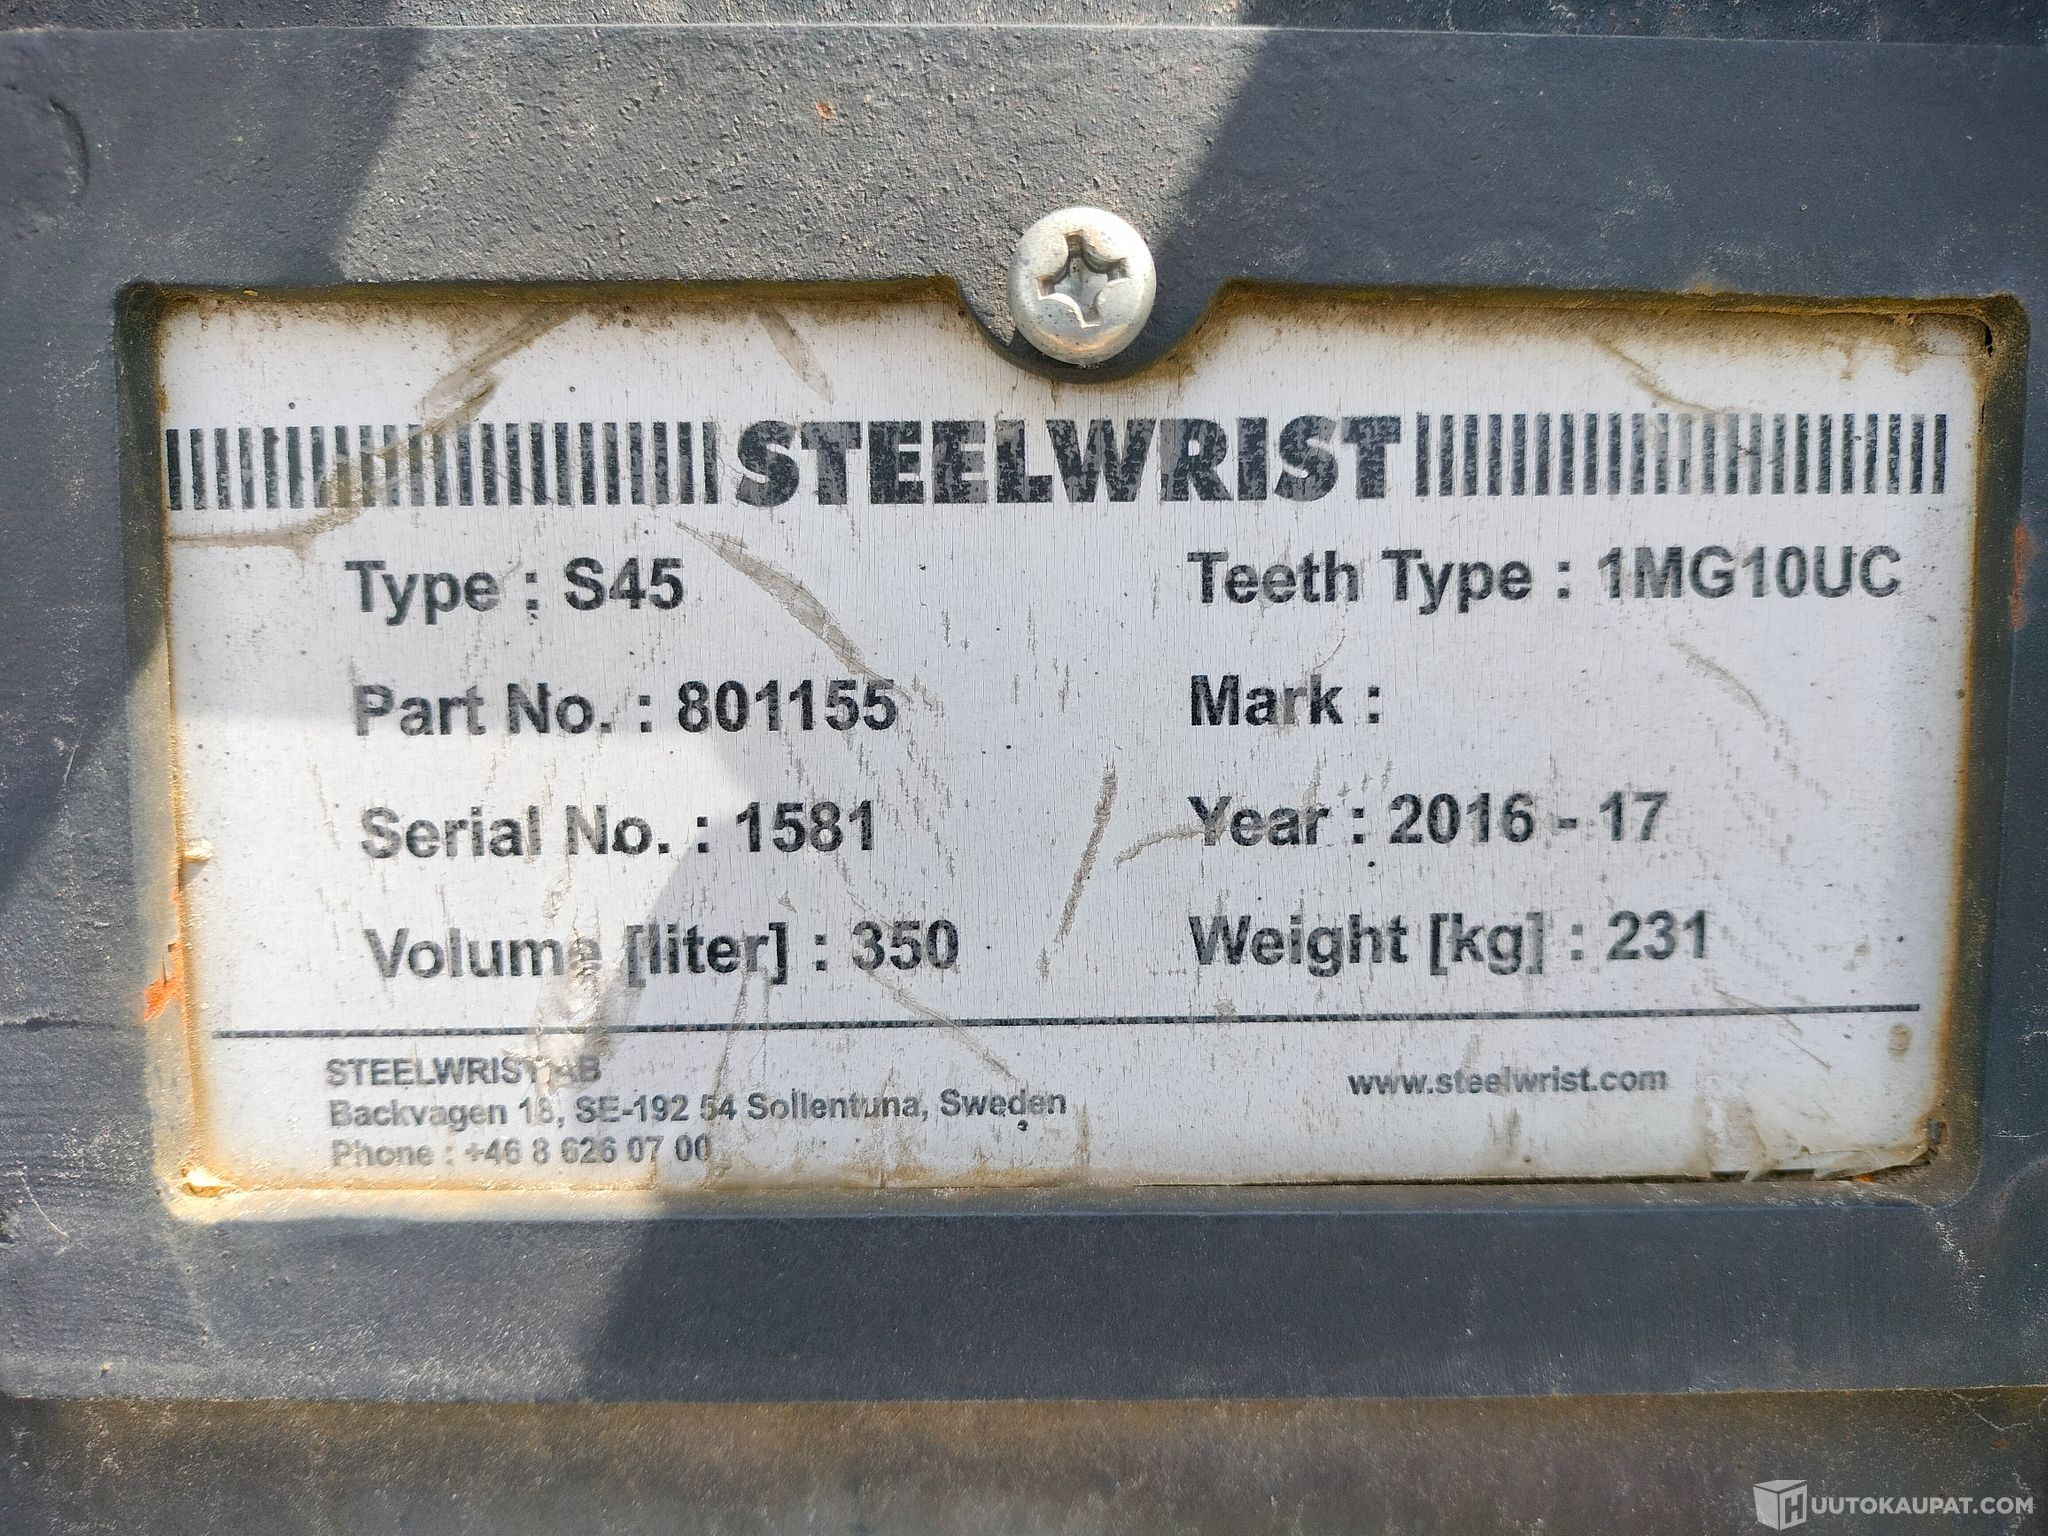 STEELWRIST
Type : S45
Teeth Type : 1MG10UC
Part No. : 801155
Mark :
Serial No. : 1581
Year : 2016 - 17
Volume [liter] : 350
Weight [kg] : 231
STEELWRIST AB
Backvagen 18, SE-192 54 Sollentuna, Sweden
Phone : +46 8 626 07 00
www.steelwrist.com
HUUTOKAUPAT.COM